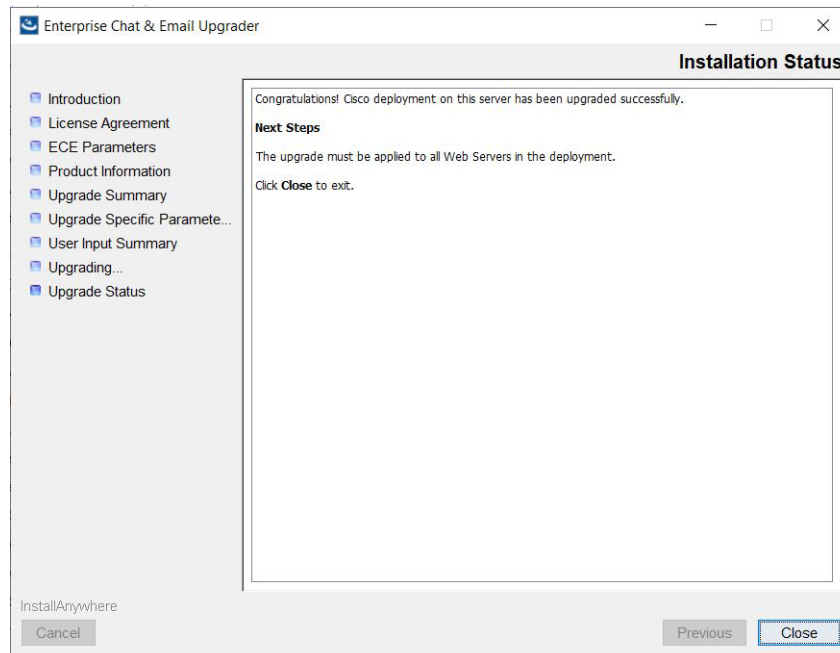 Enterprise Chat & Email Upgrader
Installation Status
Introduction
License Agreement
ECE Parameters
Product Information
Upgrade Summary
Upgrade Specific Paramete...
User Input Summary
Upgrading...
Upgrade Status
Congratulations! Cisco deployment on this server has been upgraded successfully.
Next Steps
The upgrade must be applied to all Web Servers in the deployment.
Click Close to exit.
InstallAnywhere
Cancel
Previous
Close